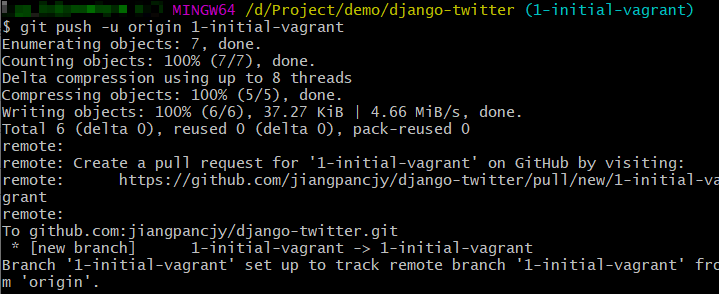 MINGW64 /d/Project/demo/django-twitter (1-initial-vagrant)
$ git push -u origin 1-initial-vagrant
Enumerating objects: 7, done.
Counting objects: 100% (7/7), done.
Delta compression using up to 8 threads
Compressing objects: 100% (5/5), done.
Writing objects: 100% (6/6), 37.27 KiB | 4.66 MiB/s, done.
Total 6 (delta 0), reused 0 (delta 0), pack-reused 0
remote:
remote: Create a pull request for '1-initial-vagrant' on GitHub by visiting:
remote:      https://github.com/jiangpancjy/django-twitter/pull/new/1-initial-va
grant
remote:
To github.com:jiangpancjy/django-twitter.git
 * [new branch]      1-initial-vagrant -> 1-initial-vagrant
Branch '1-initial-vagrant' set up to track remote branch '1-initial-vagrant' fro
m 'origin'.